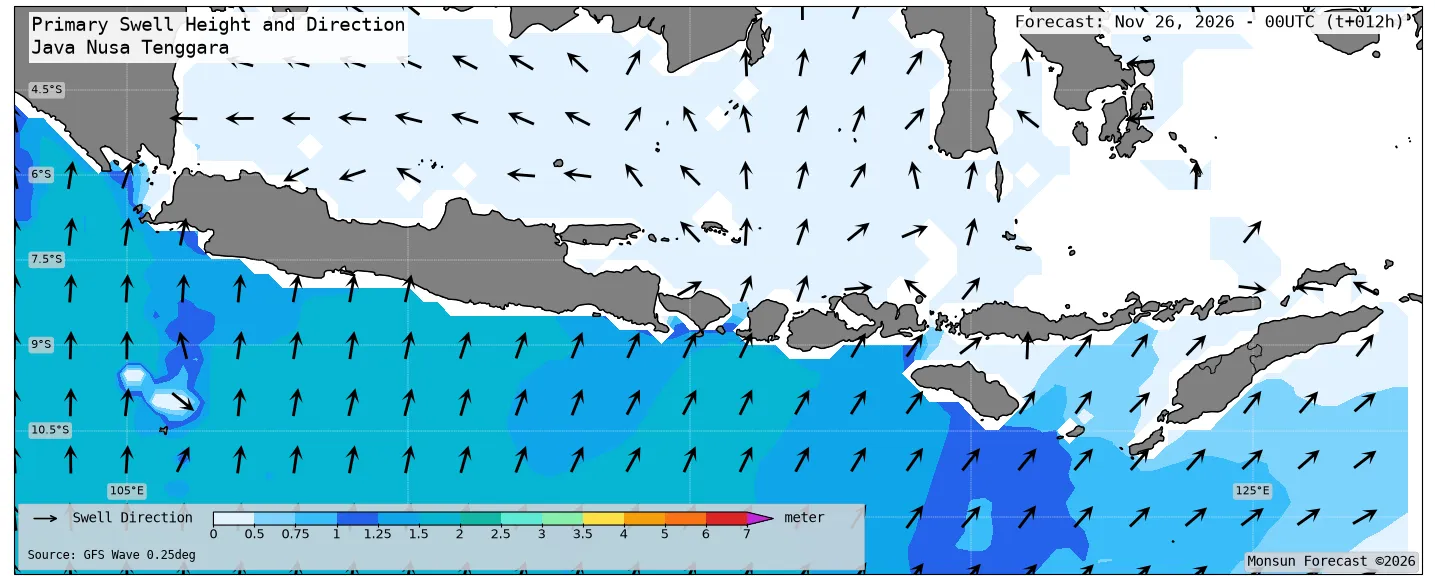 Primary Swell Height and Direction
Java Nusa Tenggara
Forecast: Nov 26, 2026 - 00UTC (t+012h)
4.5°S
6°S
7.5°S
9°S
10.5°S
105°E
125°E
Swell Direction
0 0.5 0.75 1 1.25 1.5 2 2.5 3 3.5 4 5 6 7
meter
Source: GFS Wave 0.25deg
Monsun Forecast ©2026